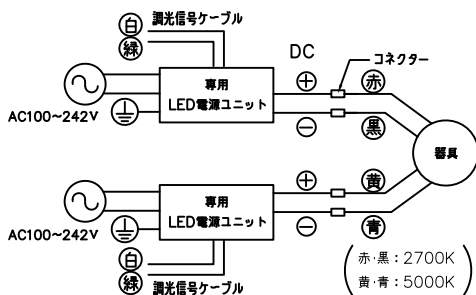 白 調光信号ケーブル
緑
DC
コネクター
専用
LED電源ユニット
⊕ 赤
AC100~242V
⊖ 黒
器具
専用
LED電源ユニット
⊕ 黄
⊖ 青
AC100~242V
白
緑 調光信号ケーブル
赤・黒:2700K
黄・青:5000K